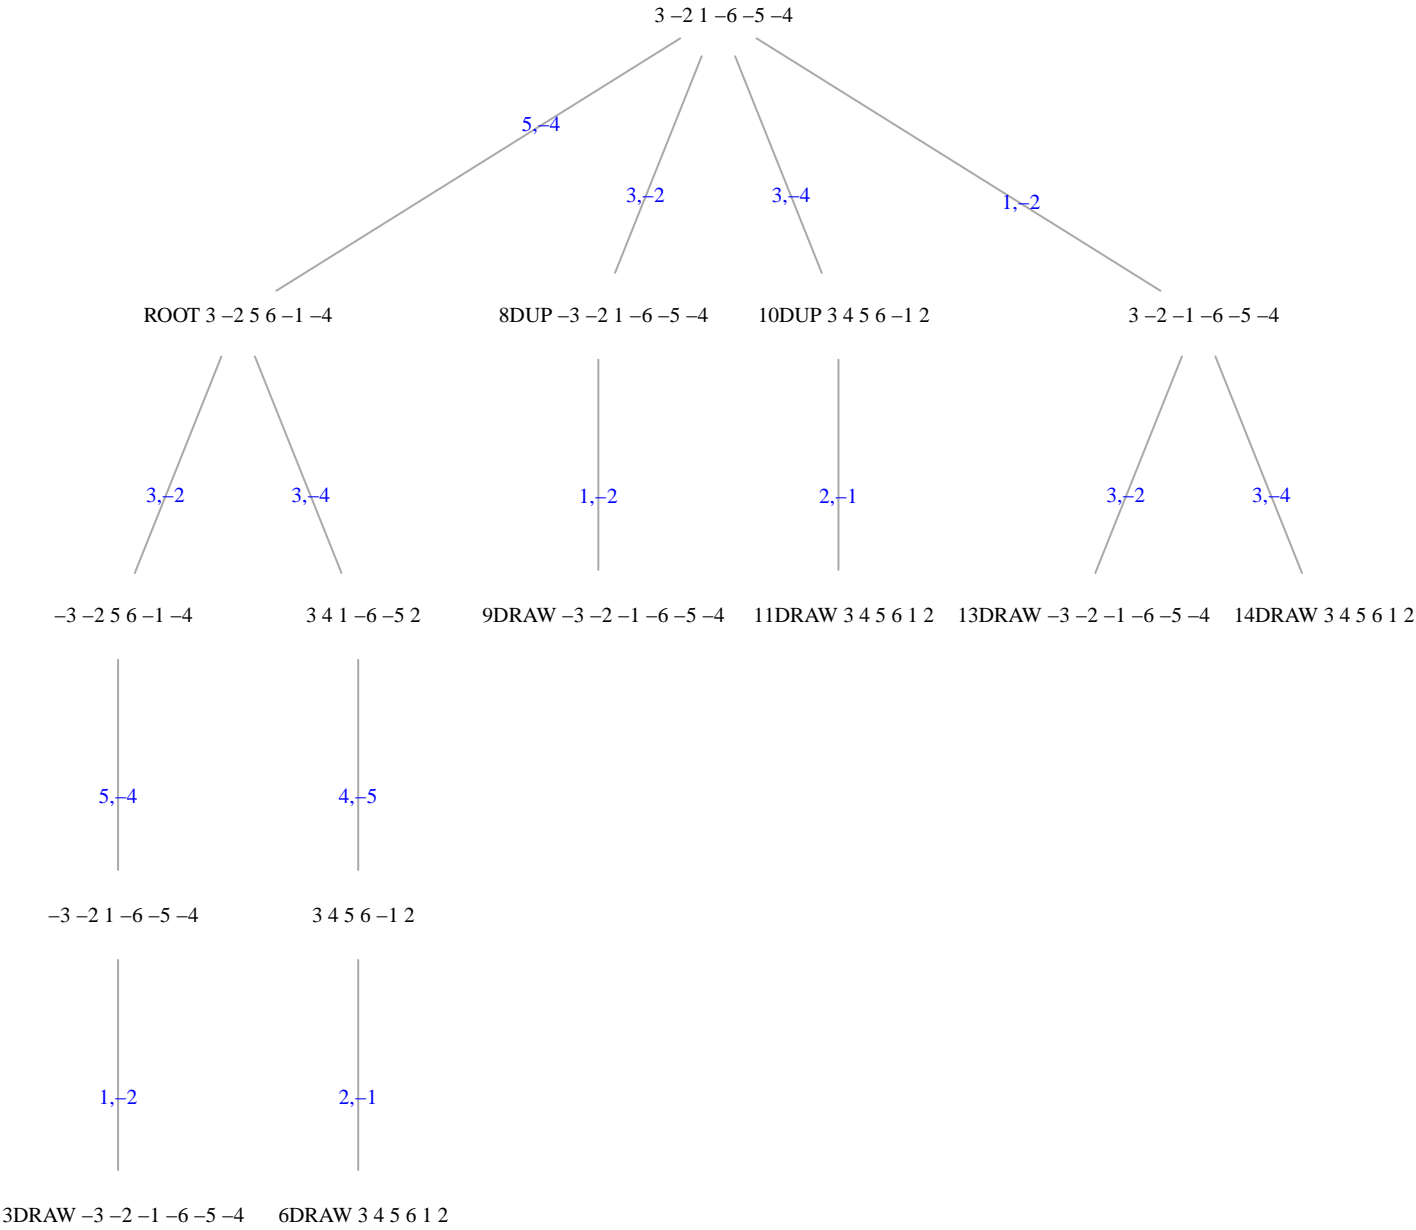 3 –2 1 –6 –5 –4
5,–4
3,–2
3,–4
1,–2
ROOT 3 –2 5 6 –1 –4
8DUP –3 –2 1 –6 –5 –4
10DUP 3 4 5 6 –1 2
3 –2 –1 –6 –5 –4
3,–2
3,–4
1,–2
2,–1
3,–2
3,–4
–3 –2 5 6 –1 –4
3 4 1 –6 –5 2
9DRAW –3 –2 –1 –6 –5 –4
11DRAW 3 4 5 6 1 2
13DRAW –3 –2 –1 –6 –5 –4
14DRAW 3 4 5 6 1 2
5,–4
4,–5
–3 –2 1 –6 –5 –4
3 4 5 6 –1 2
1,–2
2,–1
3DRAW –3 –2 –1 –6 –5 –4
6DRAW 3 4 5 6 1 2